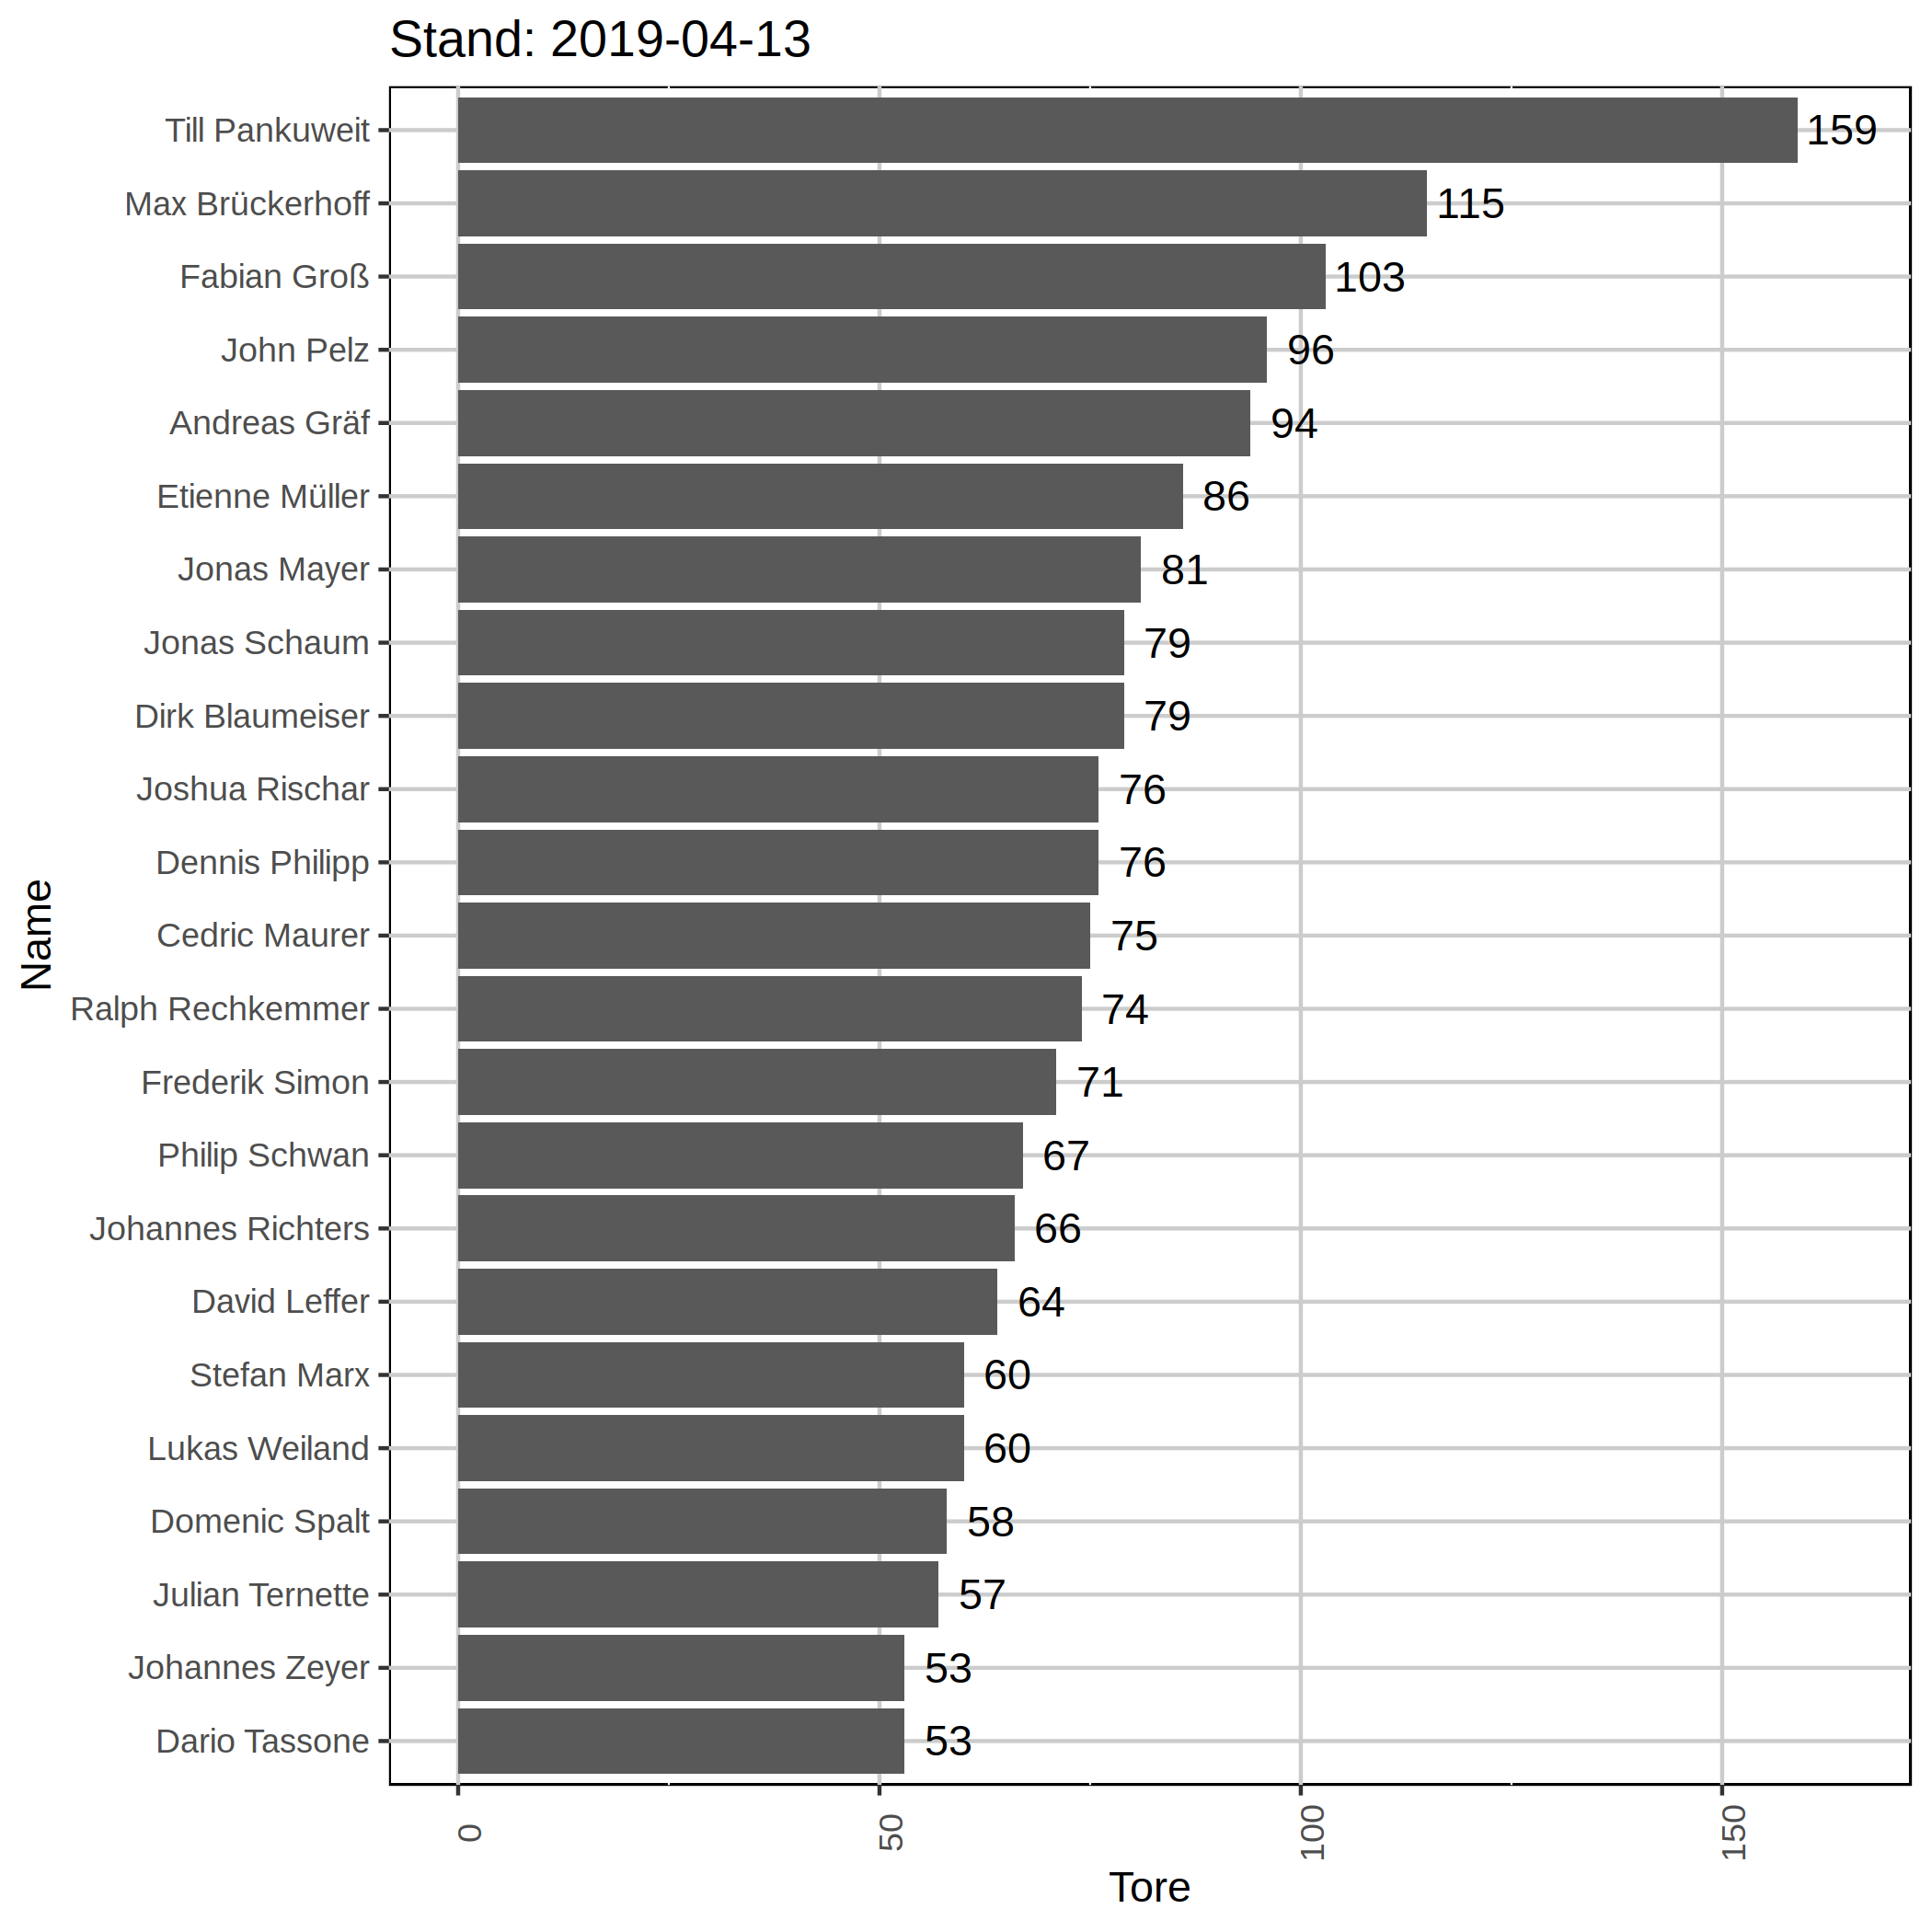 Stand: 2019-04-13
Till Pankuweit 159
Max Brückerhoff 115
Fabian Groß 103
John Pelz 96
Andreas Gräf 94
Etienne Müller 86
Jonas Mayer 81
Jonas Schaum 79
Dirk Blaumeiser 79
Joshua Rischar 76
Dennis Philipp 76
Cedric Maurer 75
Name
Ralph Rechkemmer 74
Frederik Simon 71
Philip Schwan 67
Johannes Richters 66
David Leffer 64
Stefan Marx 60
Lukas Weiland 60
Domenic Spalt 58
Julian Ternette 57
Johannes Zeyer 53
Dario Tassone 53
0 50 100 150
Tore